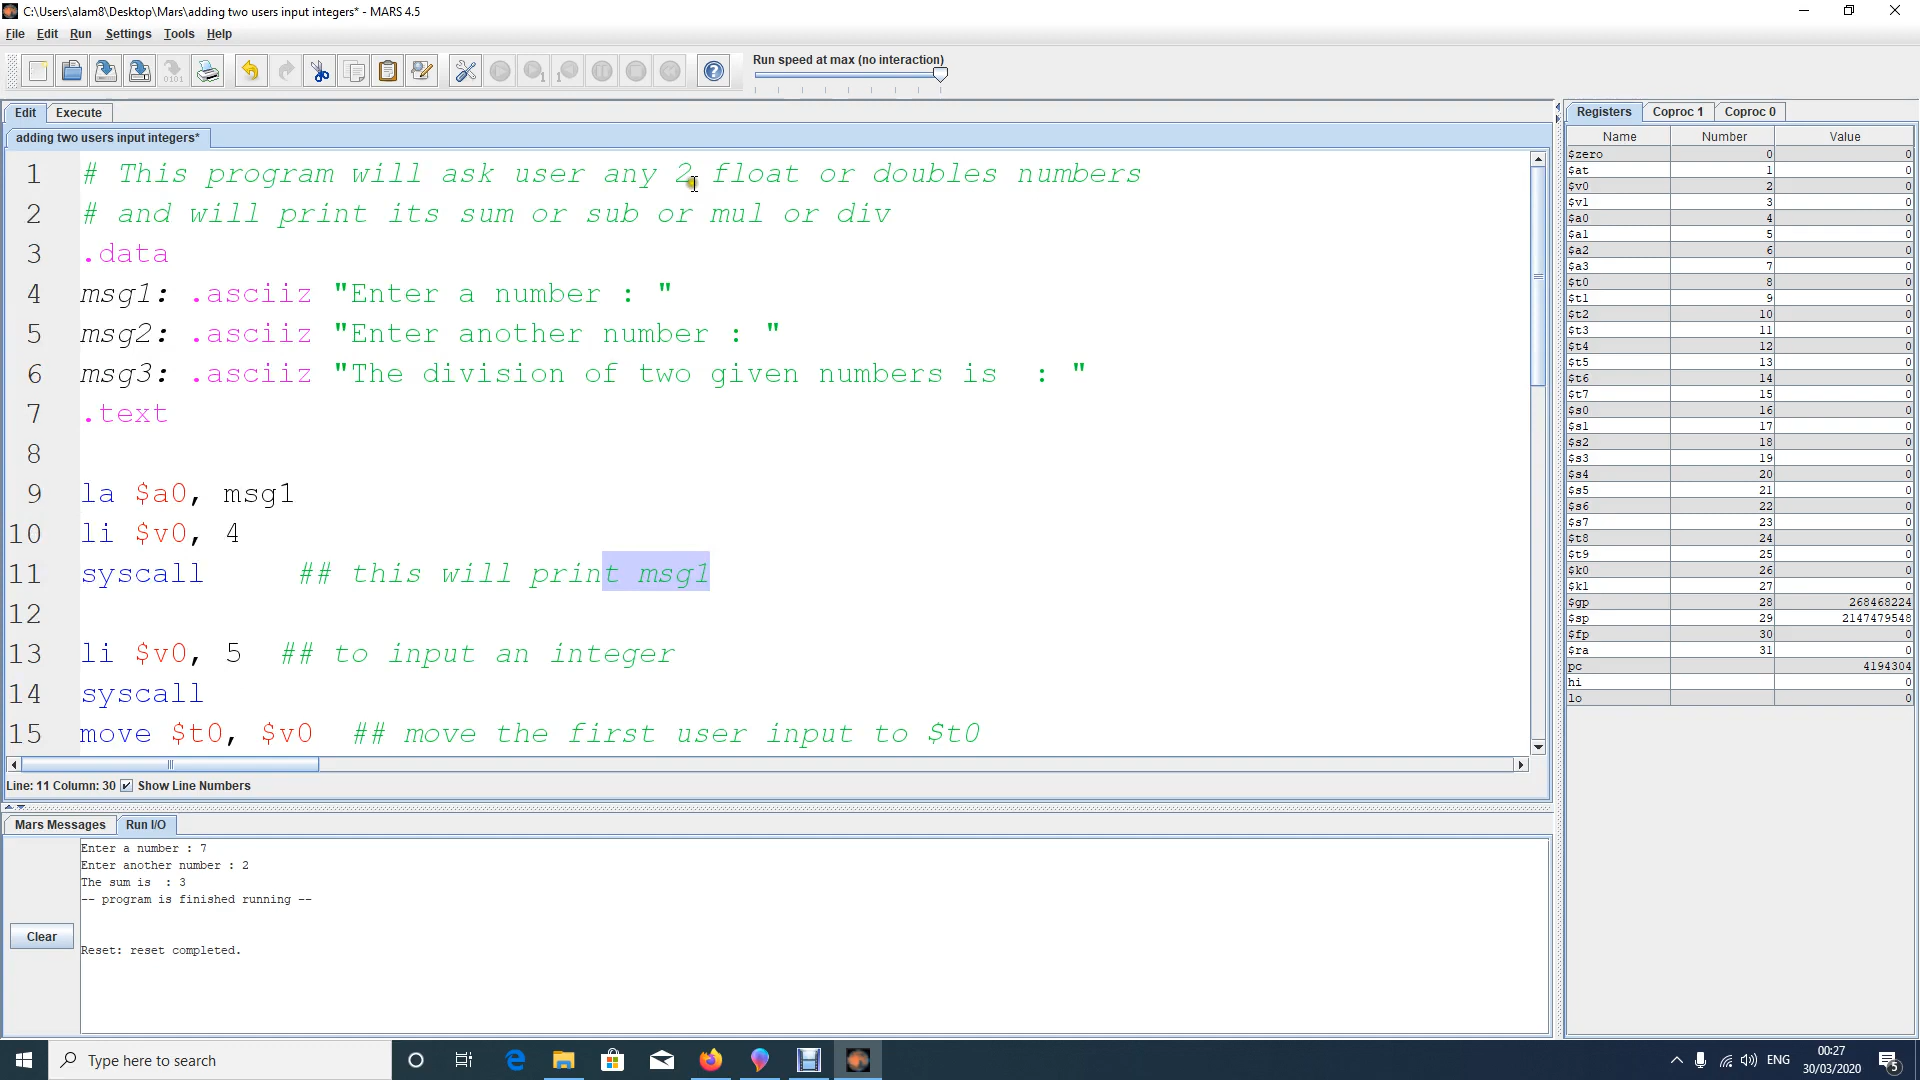 C:\Users\alam8\Desktop\Mars\adding two users input integers* - MARS 4.5
File Edit Run Settings Tools Help
Run speed at max (no interaction)
Edit Execute
adding two users input integers*
1 # This program will ask user any 2 float or doubles numbers
2 # and will print its sum or sub or mul or div
3 .data
4 msg1: .asciiz "Enter a number : "
5 msg2: .asciiz "Enter another number : "
6 msg3: .asciiz "The division of two given numbers is  : "
7 .text
8
9 la $a0, msg1
10 li $v0, 4
11 syscall ## this will print msg1
12
13 li $v0, 5 ## to input an integer
14 syscall
15 move $t0, $v0 ## move the first user input to $t0
Line: 11 Column: 30 Show Line Numbers
Mars Messages Run I/O
Enter a number : 7
Enter another number : 2
The sum is  : 3
-- program is finished running --
Reset: reset completed.
Clear
Registers Coproc 1 Coproc 0
Name Number Value
$zero 0 0
$at 1 0
$v0 2 0
$v1 3 0
$a0 4 0
$a1 5 0
$a2 6 0
$a3 7 0
$t0 8 0
$t1 9 0
$t2 10 0
$t3 11 0
$t4 12 0
$t5 13 0
$t6 14 0
$t7 15 0
$s0 16 0
$s1 17 0
$s2 18 0
$s3 19 0
$s4 20 0
$s5 21 0
$s6 22 0
$s7 23 0
$t8 24 0
$t9 25 0
$k0 26 0
$k1 27 0
$gp 28 268468224
$sp 29 2147479548
$fp 30 0
$ra 31 0
pc 4194304
hi 0
lo 0
Type here to search
ENG
00:27
30/03/2020
5